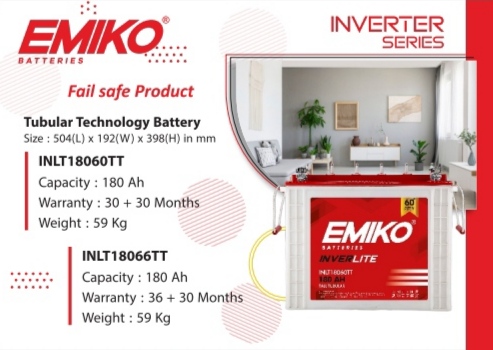 EMIKO®
BATTERIES
INVERTER
SERIES
Fail safe Product
Tubular Technology Battery
Size : 504(L) x 192(W) x 398(H) in mm
INLT18060TT
Capacity : 180 Ah
Warranty : 30 + 30 Months
Weight : 59 Kg
INLT18066TT
Capacity : 180 Ah
Warranty : 36 + 30 Months
Weight : 59 Kg
60
EMIKO
BATTERIES
INVERLITE
INLT18060TT
180 AH